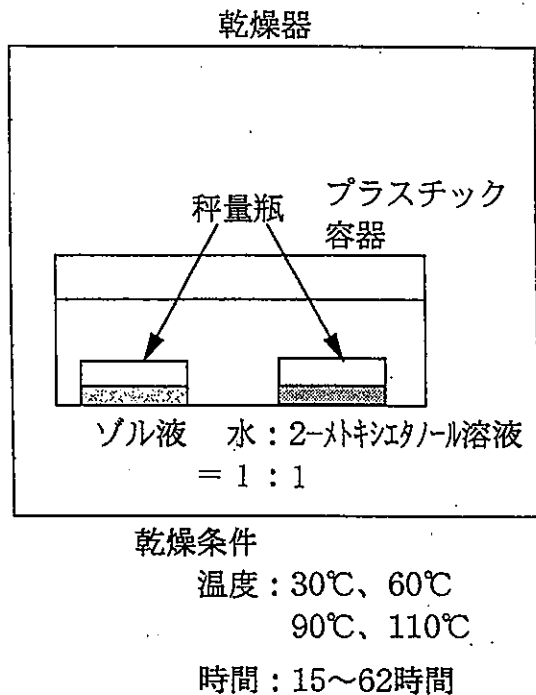 乾燥器
秤量瓶
プラスチック
容器
ゾル液 水：2-メトキシエタノール溶液
＝1：1
乾燥条件
温度：30℃、60℃
90℃、110℃
時間：15～62時間